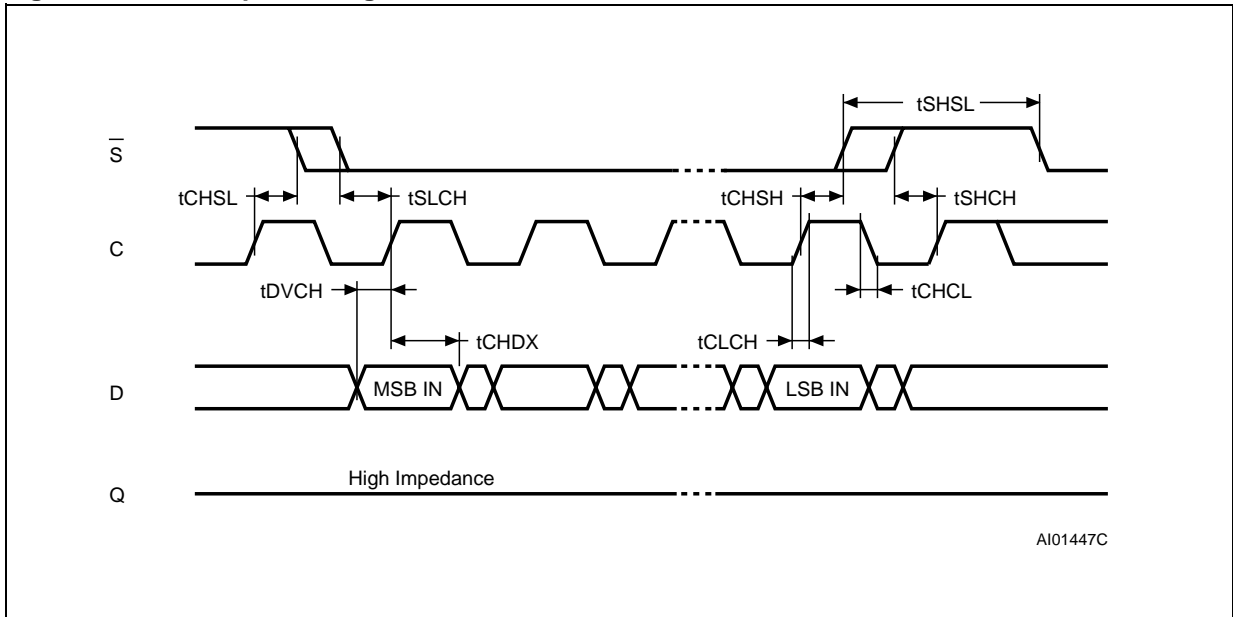 tSHSL
S
tCHSL
tSLCH
tCHSH
tSHCH
C
tDVCH
tCHCL
tCHDX
tCLCH
D
MSB IN
LSB IN
High Impedance
Q
AI01447C